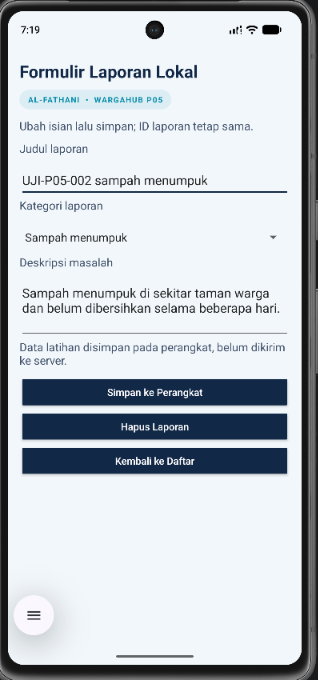 7:19
Formulir Laporan Lokal
AL-FATHANI • WARGAHUB P05
Ubah isian lalu simpan; ID laporan tetap sama.
Judul laporan
UJI-P05-002 sampah menumpuk
Kategori laporan
Sampah menumpuk
Deskripsi masalah
Sampah menumpuk di sekitar taman warga
dan belum dibersihkan selama beberapa hari.
Data latihan disimpan pada perangkat, belum dikirim
ke server.
Simpan ke Perangkat
Hapus Laporan
Kembali ke Daftar